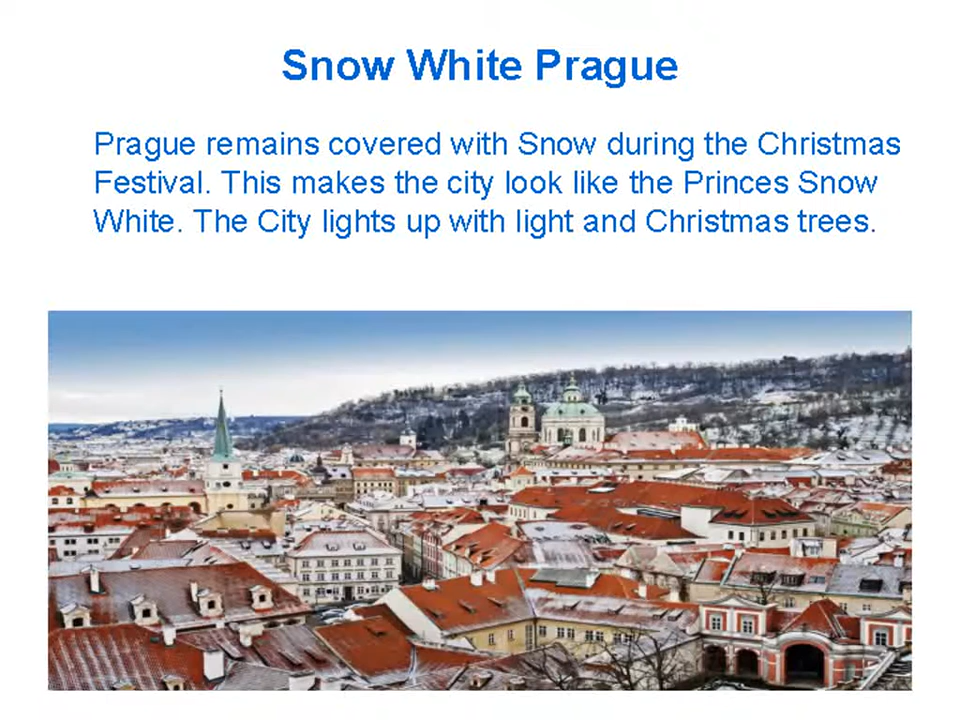 Snow White Prague
Prague remains covered with Snow during the Christmas
Festival. This makes the city look like the Princes Snow
White. The City lights up with light and Christmas trees.